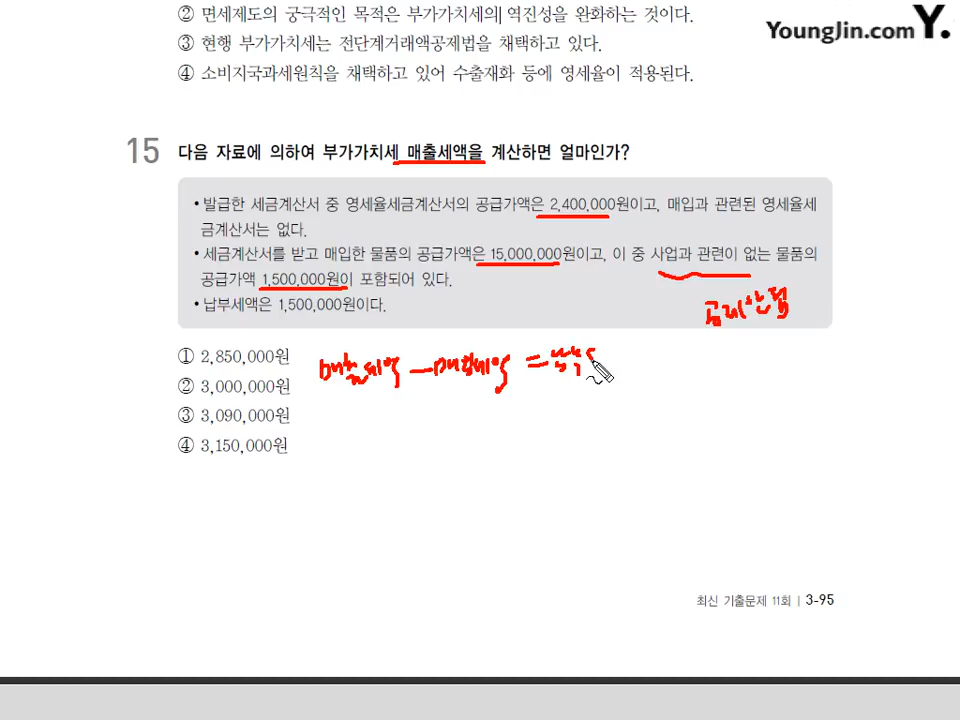 ② 면세제도의 궁극적인 목적은 부가가치세의 역진성을 완화하는 것이다.
YoungJin.com Y.
③ 현행 부가가치세는 전단계거래액공제법을 채택하고 있다.
④ 소비지국과세원칙을 채택하고 있어 수출재화 등에 영세율이 적용된다.
15 다음 자료에 의하여 부가가치세 매출세액을 계산하면 얼마인가?
• 발급한 세금계산서 중 영세율세금계산서의 공급가액은 2,400,000원이고, 매입과 관련된 영세율세
금계산서는 없다.
• 세금계산서를 받고 매입한 물품의 공급가액은 15,000,000원이고, 이 중 사업과 관련이 없는 물품의
공급가액 1,500,000원이 포함되어 있다.
• 납부세액은 1,500,000원이다.
공제안됨
① 2,850,000원
매출세액 - 매입세액 = 납부
② 3,000,000원
③ 3,090,000원
④ 3,150,000원
최신 기출문제 11회 | 3-95